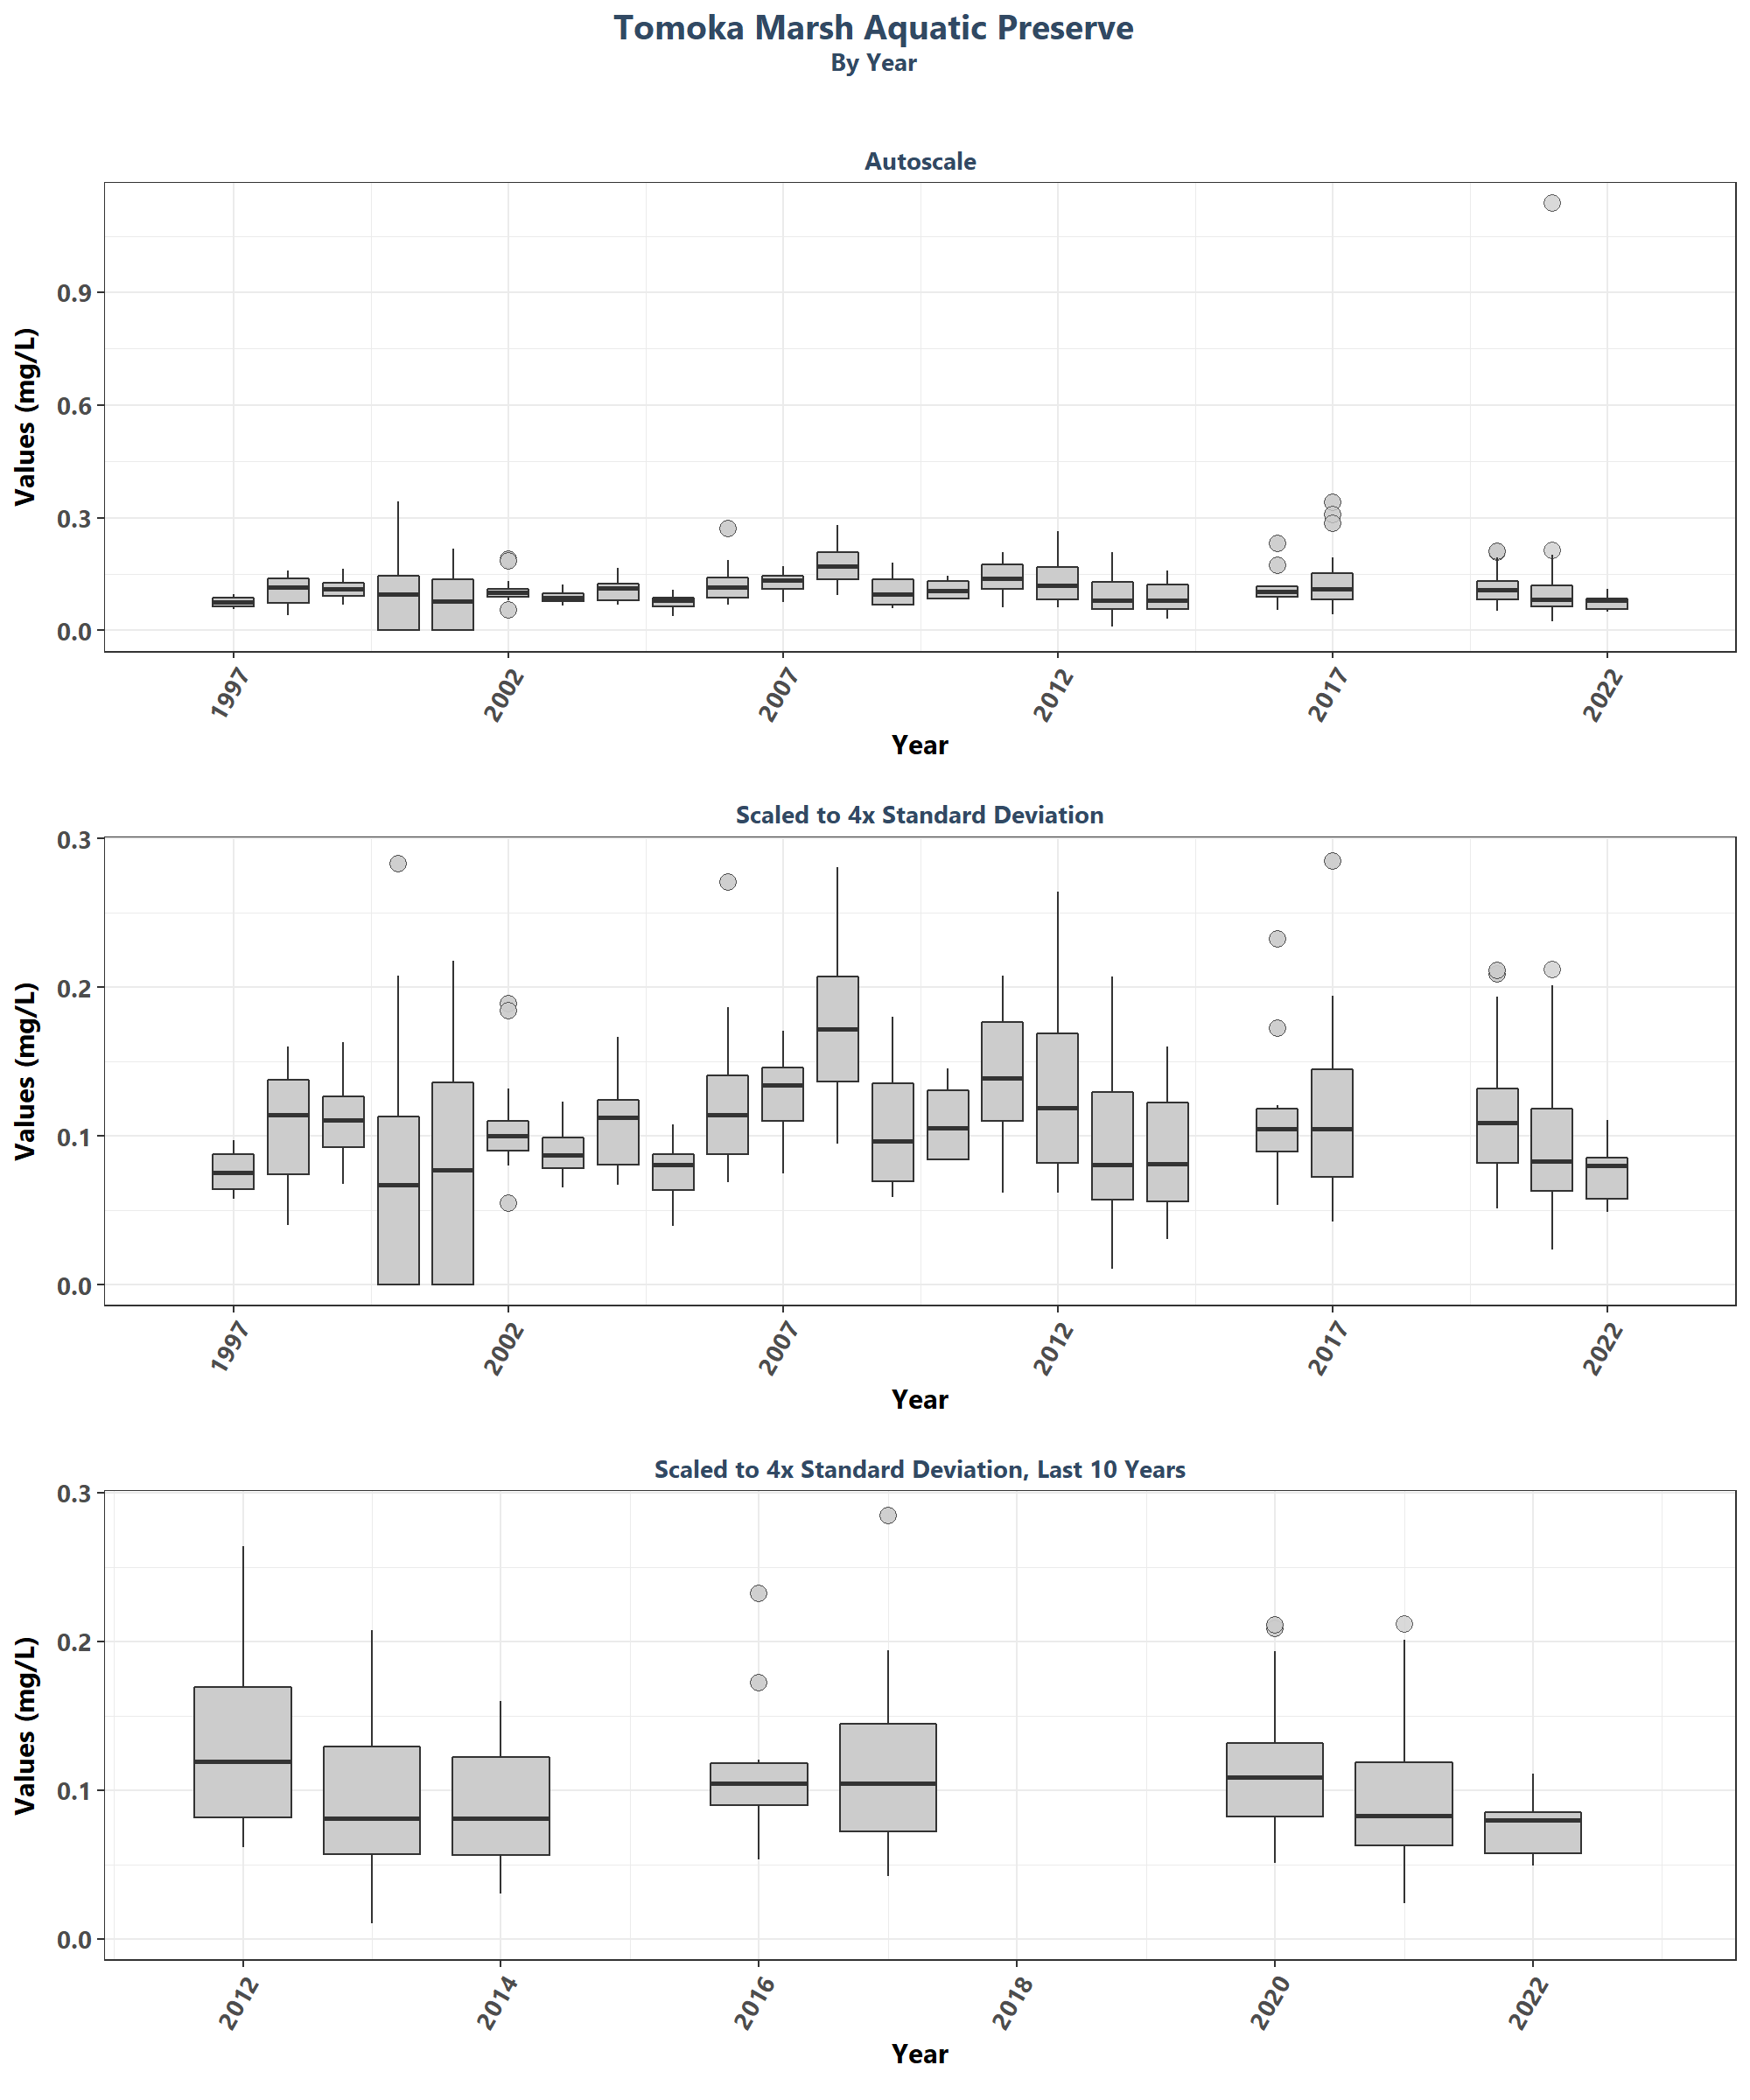 Tomoka Marsh Aquatic Preserve
By Year
Autoscale
Values (mg/L)
0.9
0.6
0.3
0.0
1997 2002 2007 2012 2017 2022
Year
Scaled to 4x Standard Deviation
Values (mg/L)
0.3
0.2
0.1
0.0
1997 2002 2007 2012 2017 2022
Year
Scaled to 4x Standard Deviation, Last 10 Years
Values (mg/L)
0.3
0.2
0.1
0.0
2012 2014 2016 2018 2020 2022
Year